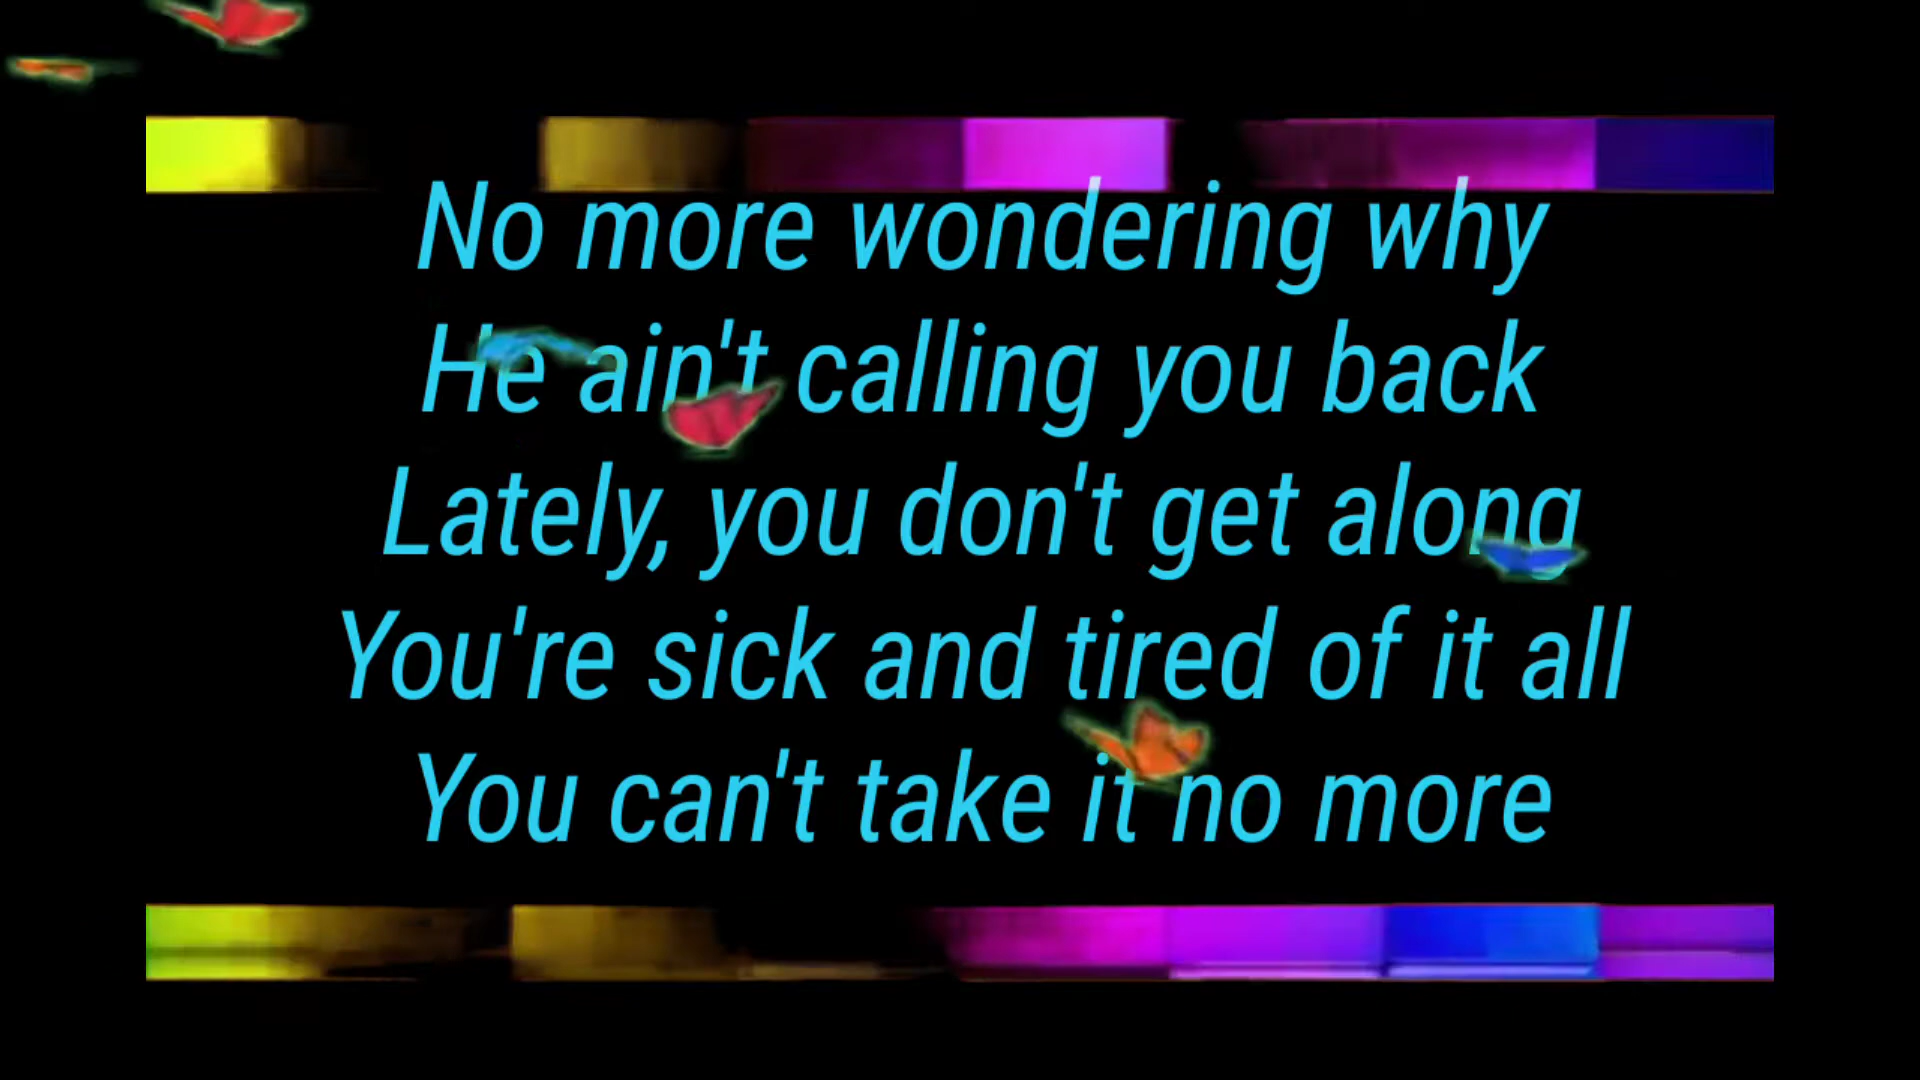 No more wondering why
He ain't calling you back
Lately, you don't get along
You're sick and tired of it all
You can't take it no more